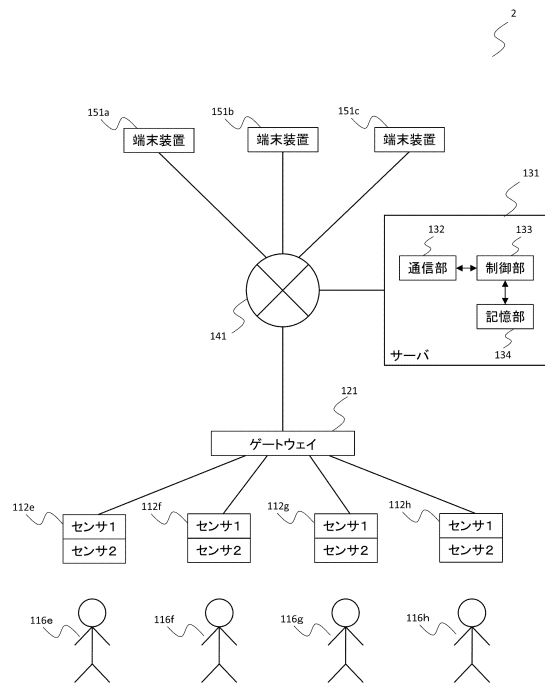 2
151a
151b
151c
端末装置
端末装置
端末装置
131
132
133
通信部
制御部
記憶部
134
サーバ
141
121
ゲートウェイ
112e
112f
112g
112h
センサ1
センサ1
センサ1
センサ1
センサ2
センサ2
センサ2
センサ2
116e
116f
116g
116h